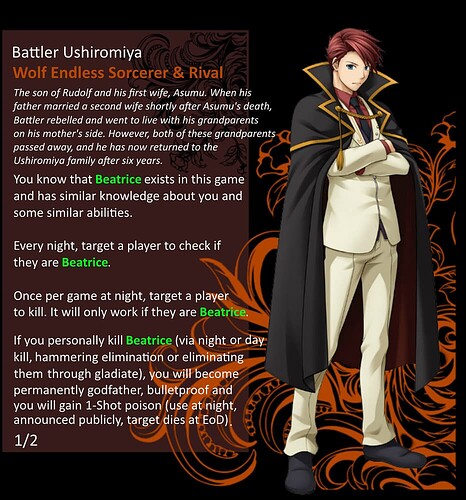 Battler Ushiromiya
Wolf Endless Sorcerer & Rival
The son of Rudolf and his first wife, Asumu. When his
father married a second wife shortly after Asumu's death,
Battler rebelled and went to live with his grandparents
on his mother's side. However, both of these grandparents
passed away, and he has now returned to the
Ushiromiya family after six years.
You know that Beatrice exists in this game
and has similar knowledge about you and
some similar abilities.
Every night, target a player to check if
they are Beatrice.
Once per game at night, target a player
to kill. It will only work if they are Beatrice.
If you personally kill Beatrice (via night or day
kill, hammering elimination or eliminating
them through gladiate), you will become
permanently godfather, bulletproof and
you will gain 1-Shot poison (use at night,
announced publicly, target dies at EoD)
1/2